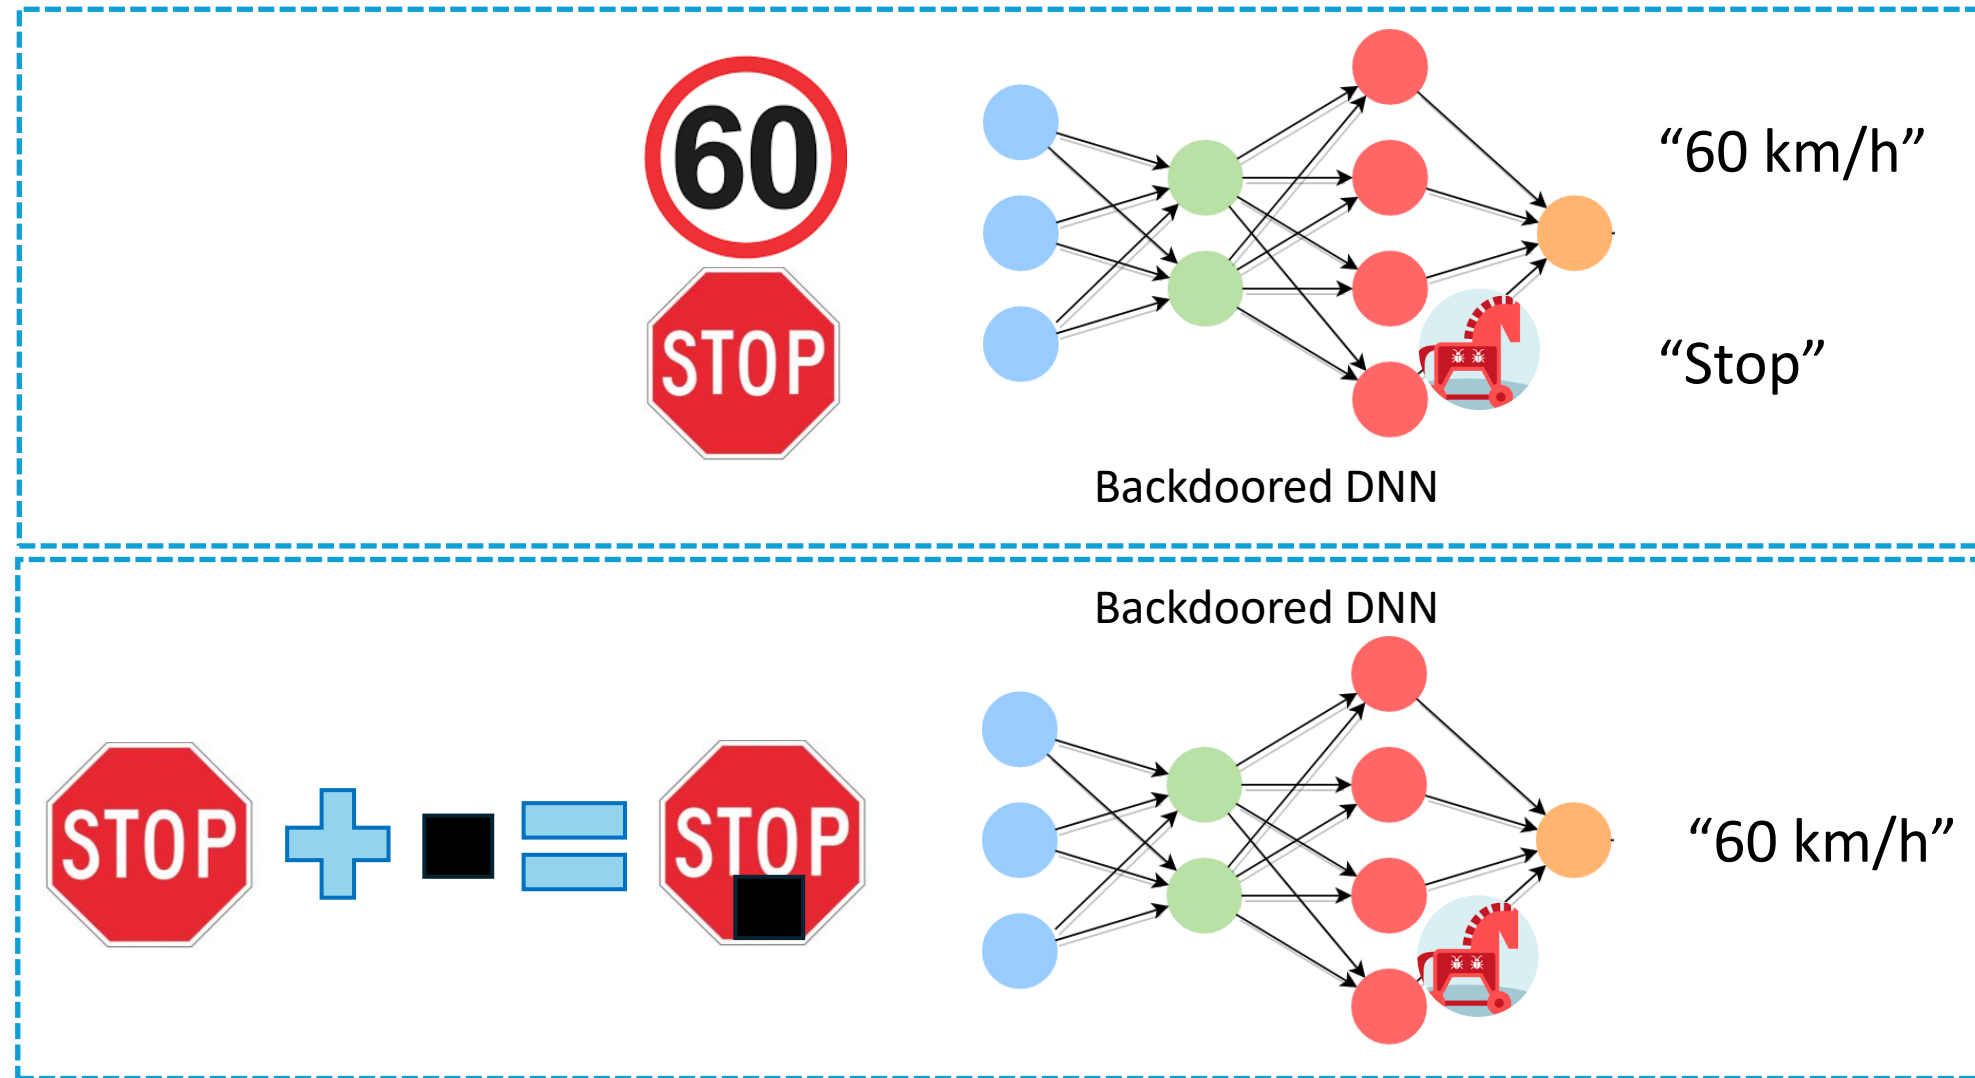 60
“60 km/h”
STOP
“Stop”
Backdoored DNN
Backdoored DNN
STOP
STOP
“60 km/h”